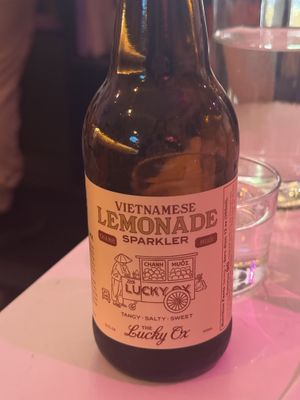 VIETNAMESE
LEMONADE
SPARKLER
CHANH MUỐI
LUCKY OX
TANGY · SALTY · SWEET
THE
Lucky Ox